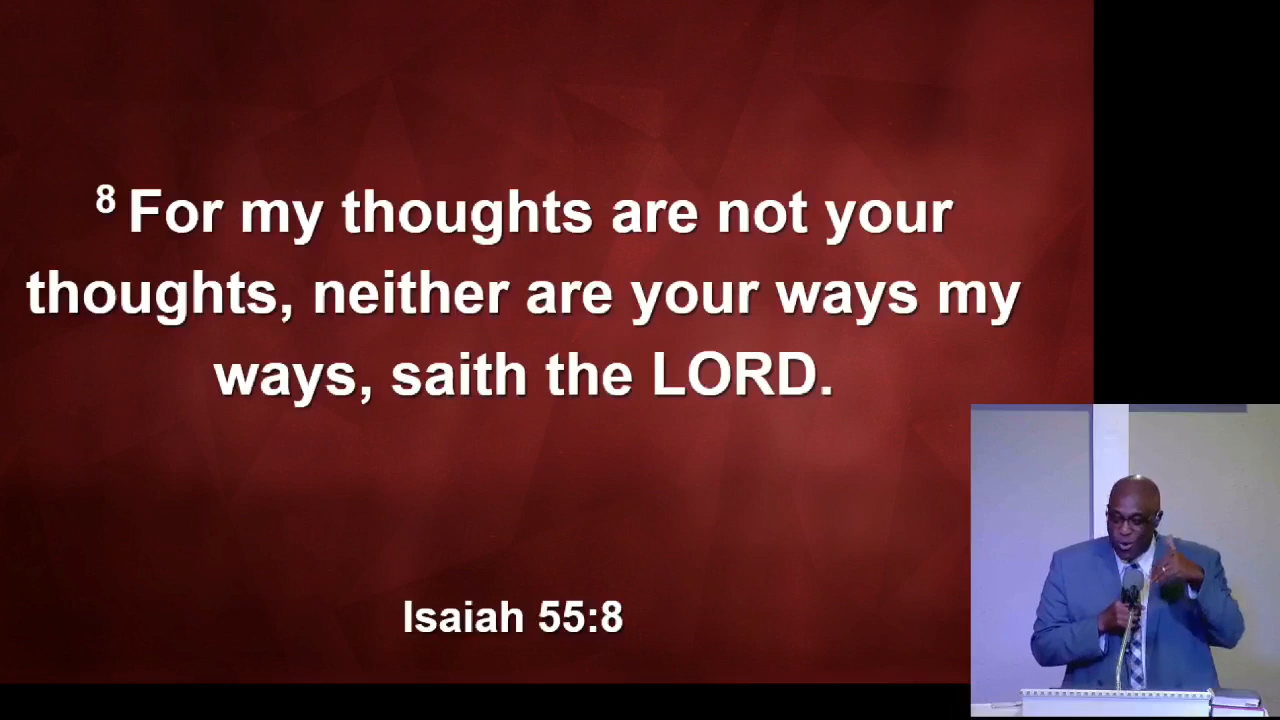 8 For my thoughts are not your
thoughts, neither are your ways my
ways, saith the LORD.
Isaiah 55:8